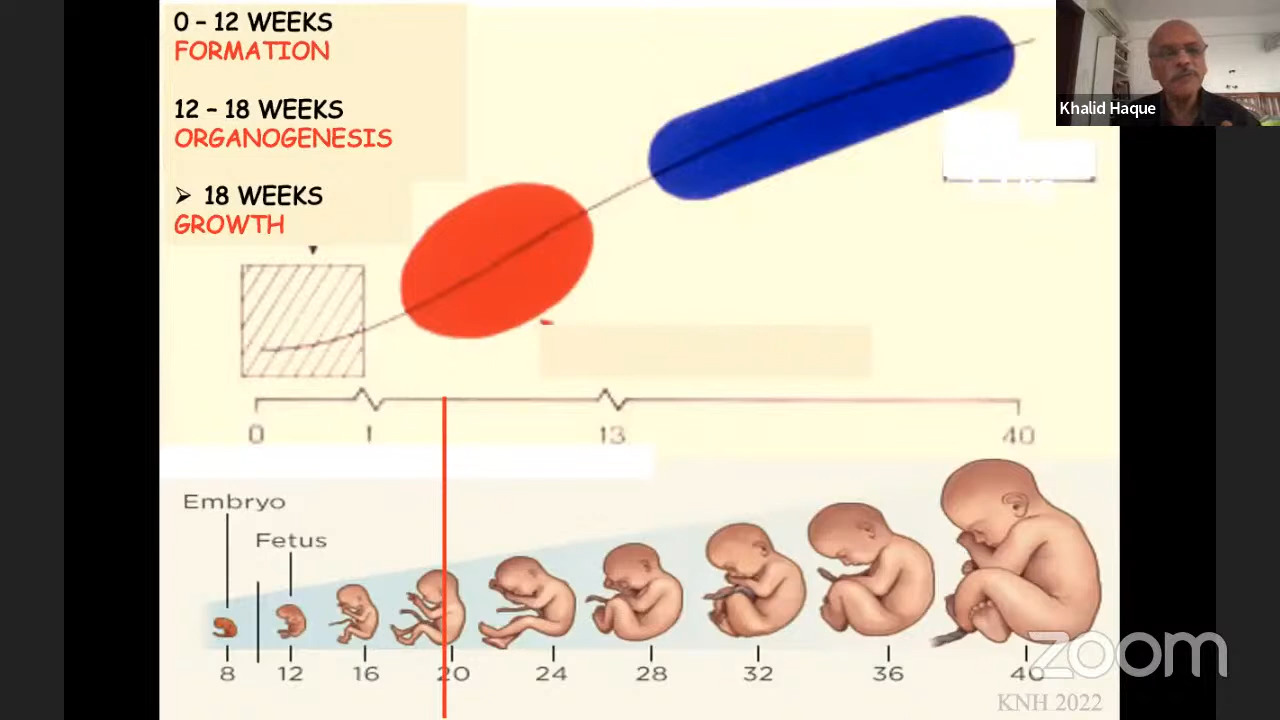 0 – 12 WEEKS
FORMATION
12 – 18 WEEKS
ORGANOGENESIS
➢ 18 WEEKS
GROWTH
Khalid Haque
0 1 13 40
Embryo
Fetus
8 12 16 20 24 28 32 36 40
zoom
KNH 2022